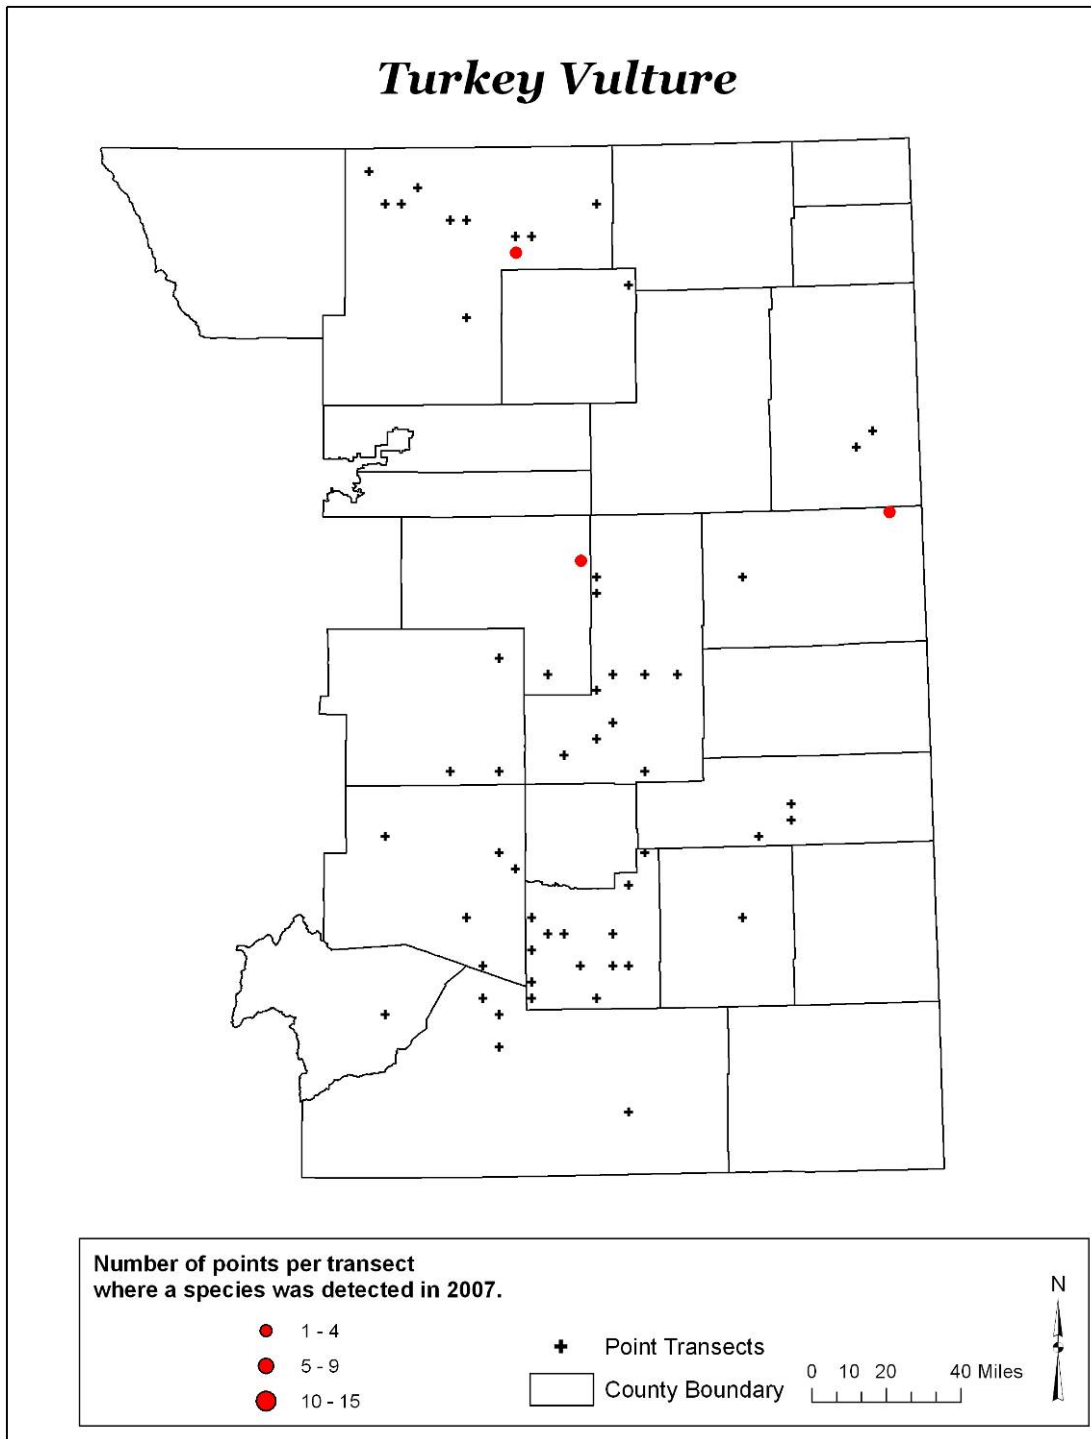 Turkey Vulture
Number of points per transect
where a species was detected in 2007.
1 - 4
5 - 9
10 - 15
Point Transects
County Boundary
N
0 10 20 40 Miles